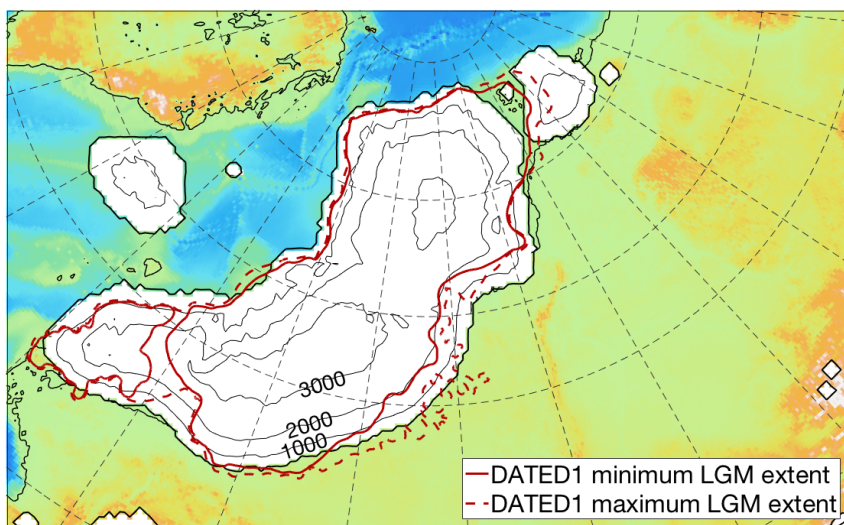 3000
2000
1000
DATED1 minimum LGM extent
DATED1 maximum LGM extent